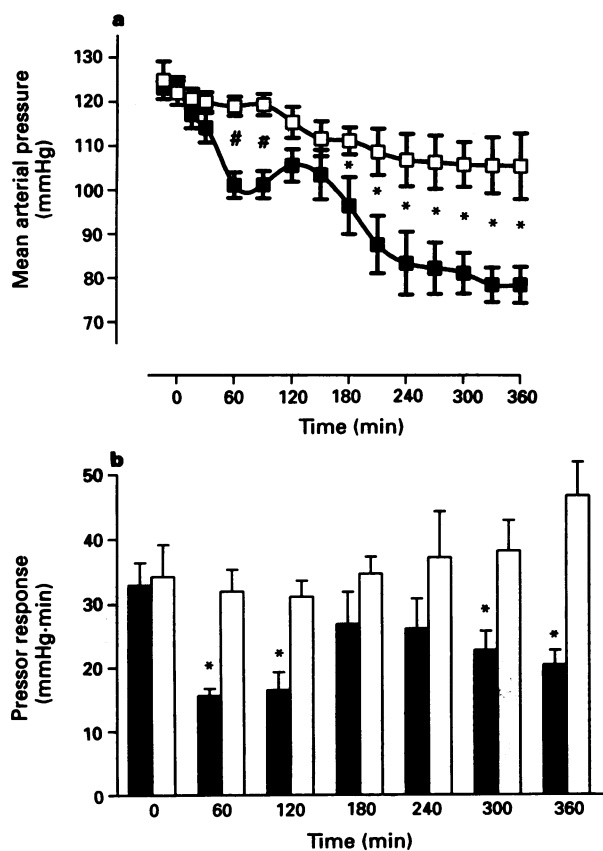 a
Mean arterial pressure
(mmHg)
130
120
110
100
90
80
70
# #
* * * * * * *
0 60 120 180 240 300 360
Time (min)
b
Pressor response
(mmHg·min)
50
40
30
20
10
0
* * * *
0 60 120 180 240 300 360
Time (min)